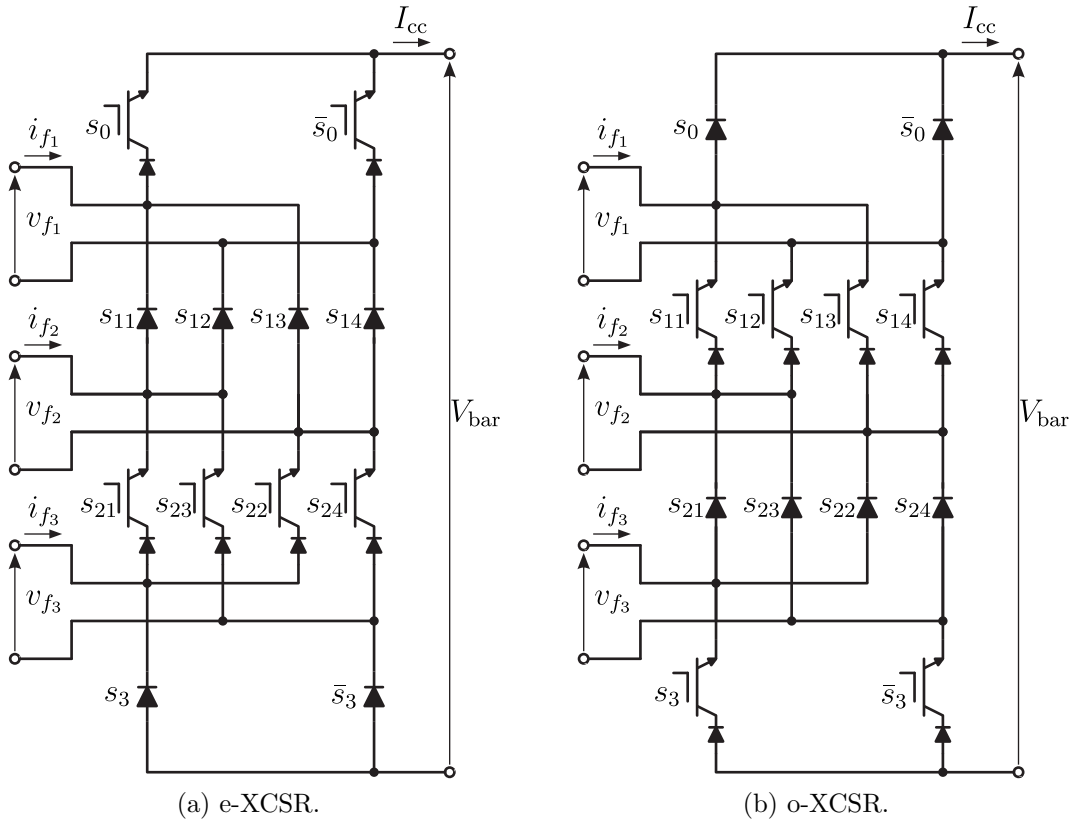 I_cc
s_0
s̄_0
i_f1
v_f1
s_11
s_12
s_13
s_14
i_f2
v_f2
V_bar
s_21
s_23
s_22
s_24
i_f3
v_f3
s_3
s̄_3
(a) e-XCSR.
I_cc
s_0
s̄_0
i_f1
v_f1
s_11
s_12
s_13
s_14
i_f2
v_f2
V_bar
s_21
s_23
s_22
s_24
i_f3
v_f3
s_3
s̄_3
(b) o-XCSR.